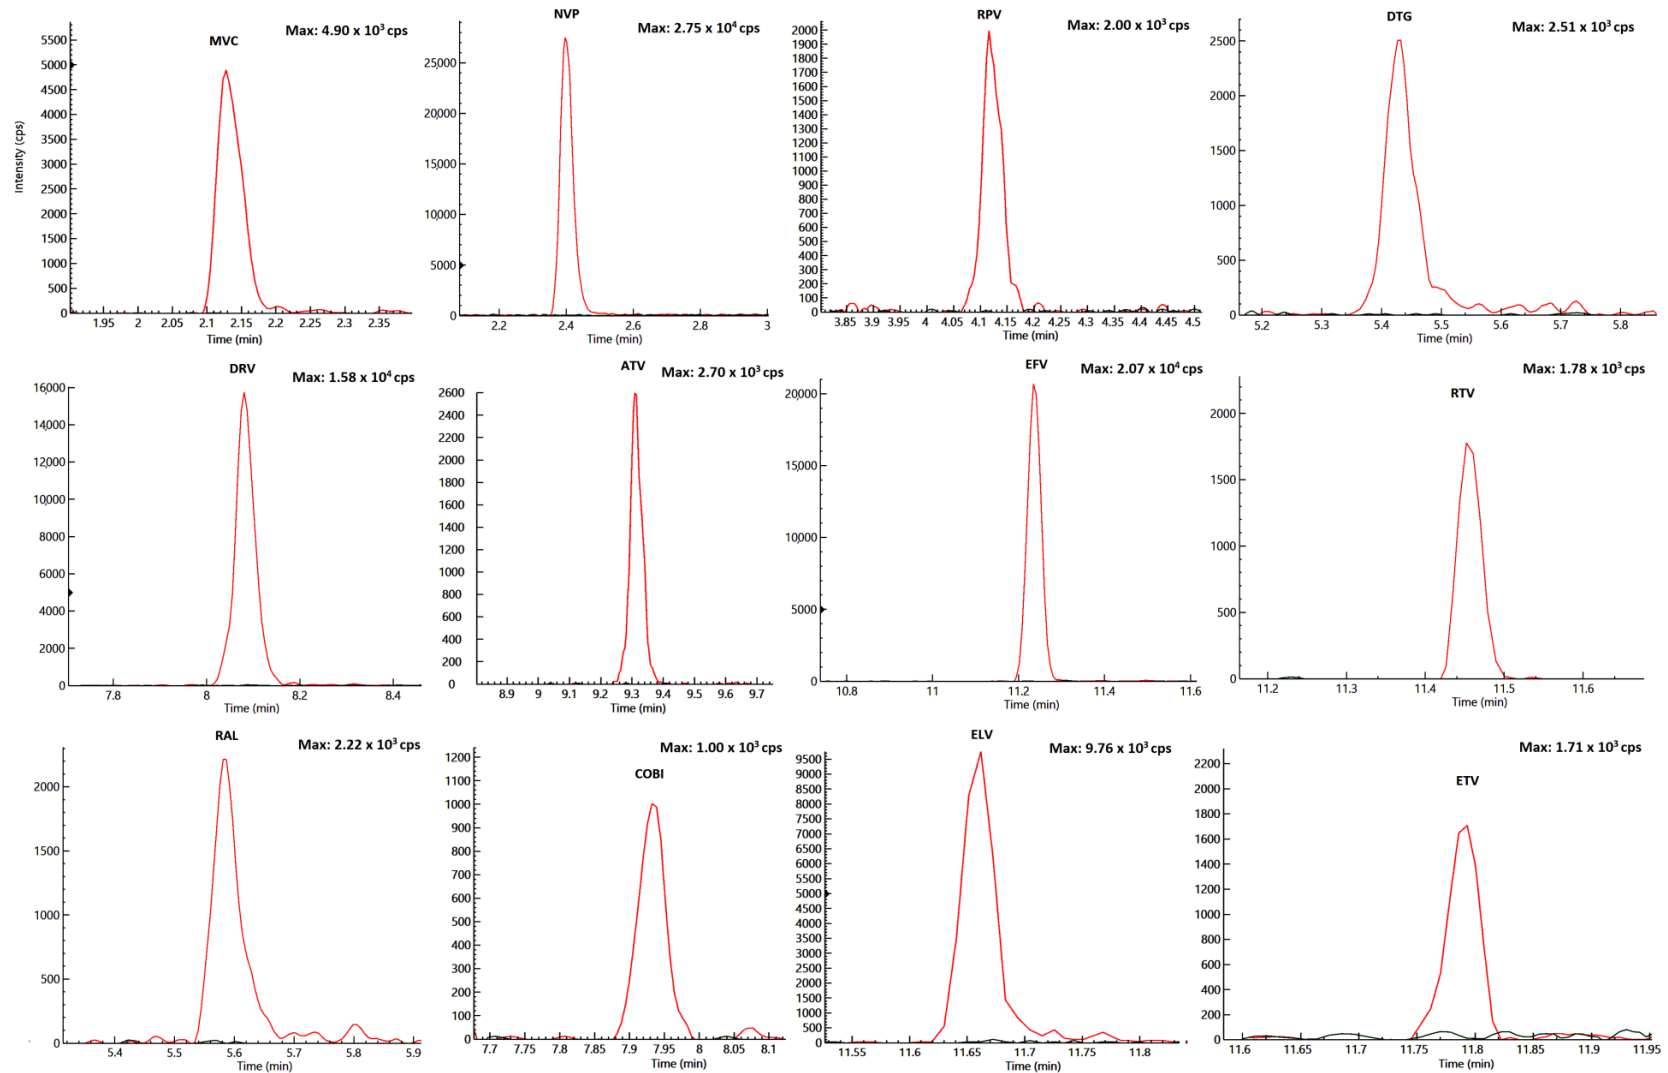 MVC
Max: 4.90 x 10³ cps
Intensity (cps)
5500
5000
4500
4000
3500
3000
2500
2000
1500
1000
500
0
1.95 2 2.05 2.1 2.15 2.2 2.25 2.3 2.35
Time (min)
NVP
Max: 2.75 x 10⁴ cps
25000
20000
15000
10000
5000
0
2.2 2.4 2.6 2.8 3
Time (min)
RPV
Max: 2.00 x 10³ cps
2000
1900
1800
1700
1600
1500
1400
1300
1200
1100
1000
900
800
700
600
500
400
300
200
100
0
3.85 3.9 3.95 4 4.05 4.1 4.15 4.2 4.25 4.3 4.35 4.4 4.45 4.5
Time (min)
DTG
Max: 2.51 x 10³ cps
2500
2000
1500
1000
500
0
5.2 5.3 5.4 5.5 5.6 5.7 5.8
Time (min)
DRV
Max: 1.58 x 10⁴ cps
16000
14000
12000
10000
8000
6000
4000
2000
0
7.8 8 8.2 8.4
Time (min)
ATV
Max: 2.70 x 10³ cps
2600
2400
2200
2000
1800
1600
1400
1200
1000
800
600
400
200
0
8.9 9 9.1 9.2 9.3 9.4 9.5 9.6 9.7
Time (min)
EFV
Max: 2.07 x 10⁴ cps
20000
15000
10000
5000
0
10.8 11 11.2 11.4 11.6
Time (min)
RTV
Max: 1.78 x 10³ cps
2000
1500
1000
500
0
11.2 11.3 11.4 11.5 11.6
Time (min)
RAL
Max: 2.22 x 10³ cps
2000
1500
1000
500
0
5.4 5.5 5.6 5.7 5.8 5.9
Time (min)
COBI
Max: 1.00 x 10³ cps
1200
1100
1000
900
800
700
600
500
400
300
200
100
0
7.7 7.75 7.8 7.85 7.9 7.95 8 8.05 8.1
Time (min)
ELV
Max: 9.76 x 10³ cps
9500
9000
8500
8000
7500
7000
6500
6000
5500
5000
4500
4000
3500
3000
2500
2000
1500
1000
500
0
11.55 11.6 11.65 11.7 11.75 11.8
Time (min)
ETV
Max: 1.71 x 10³ cps
2200
2000
1800
1600
1400
1200
1000
800
600
400
200
0
11.6 11.65 11.7 11.75 11.8 11.85 11.9 11.95
Time (min)